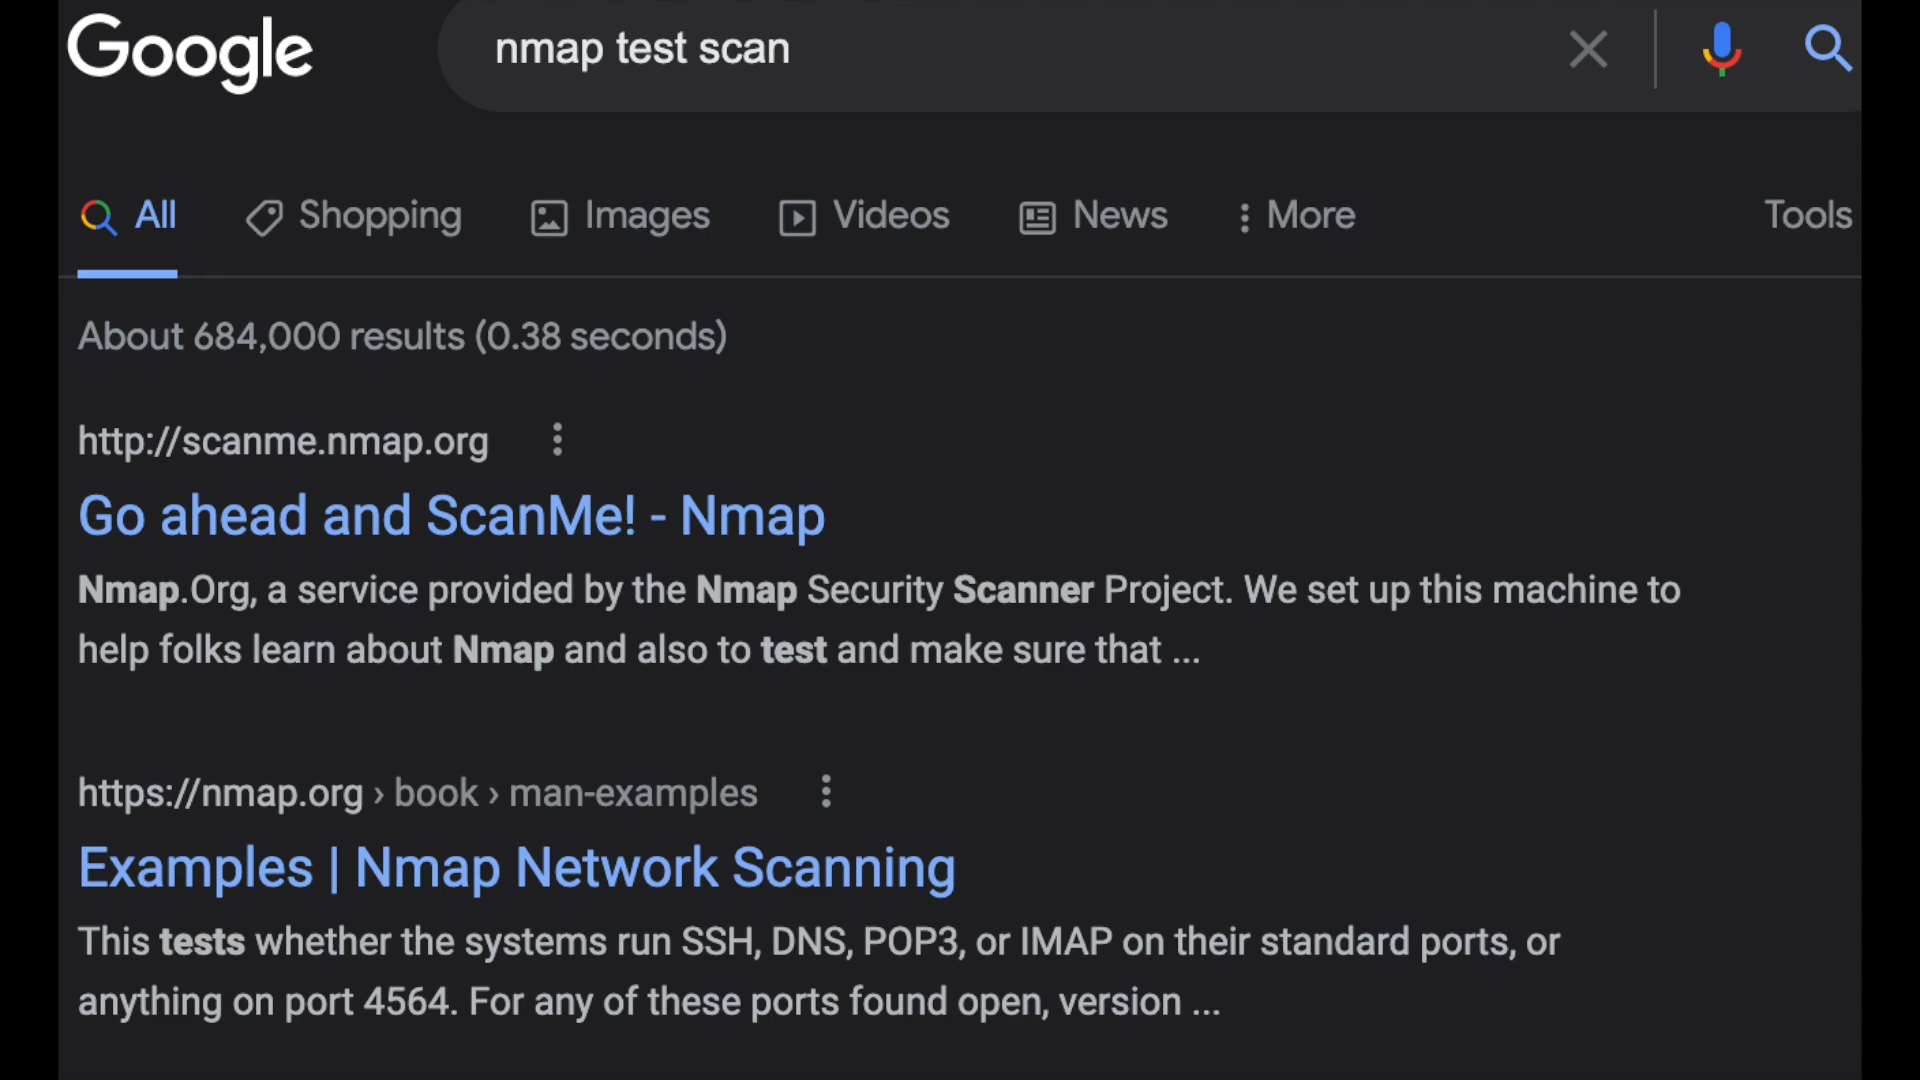 Google
nmap test scan
All Shopping Images Videos News More Tools
About 684,000 results (0.38 seconds)
http://scanme.nmap.org
Go ahead and ScanMe! - Nmap
Nmap.Org, a service provided by the Nmap Security Scanner Project. We set up this machine to
help folks learn about Nmap and also to test and make sure that ...
https://nmap.org › book › man-examples
Examples | Nmap Network Scanning
This tests whether the systems run SSH, DNS, POP3, or IMAP on their standard ports, or
anything on port 4564. For any of these ports found open, version ...